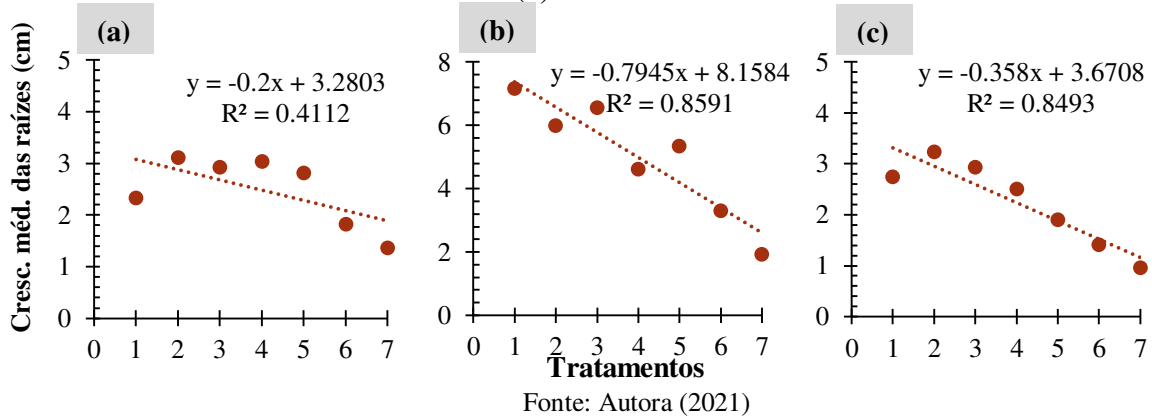 (a)
(b)
(c)
Cresc. méd. das raízes (cm)
5
4
3
2
1
0
y = -0.2x + 3.2803
R² = 0.4112
0 1 2 3 4 5 6 7
8
6
4
2
0
y = -0.7945x + 8.1584
R² = 0.8591
0 1 2 3 4 5 6 7
5
4
3
2
1
0
y = -0.358x + 3.6708
R² = 0.8493
0 1 2 3 4 5 6 7
Tratamentos
Fonte: Autora (2021)